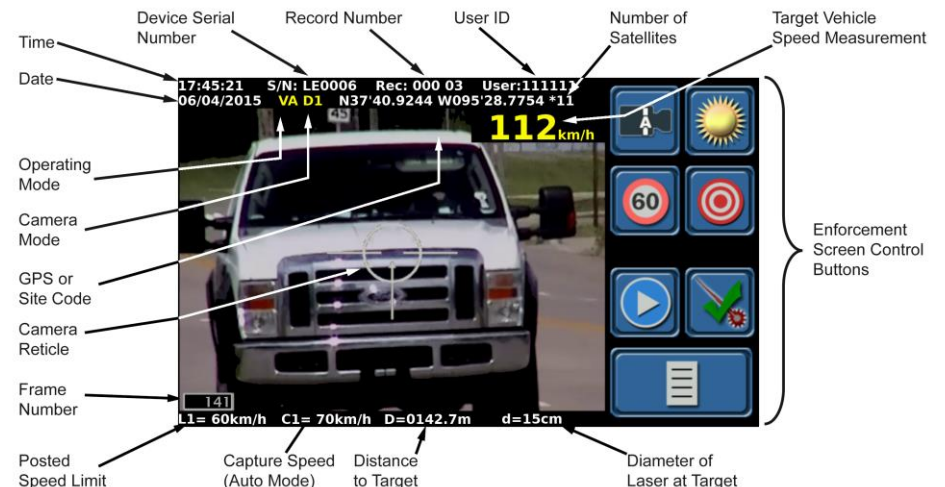 Device Serial
Number
Record Number
User ID
Number of
Satellites
Target Vehicle
Speed Measurement
Time
Date
17:45:21 S/N: LE0006 Rec: 000 03 User:111111
06/04/2015 VA D1 N37'40.9244 W095'28.7754 *11
45
112km/h
A
60
Operating
Mode
Camera
Mode
GPS or
Site Code
Camera
Reticle
Frame
Number
Enforcement
Screen Control
Buttons
Ford
141
L1= 60km/h C1= 70km/h D=0142.7m d=15cm
Posted
Speed Limit
Capture Speed
(Auto Mode)
Distance
to Target
Diameter of
Laser at Target